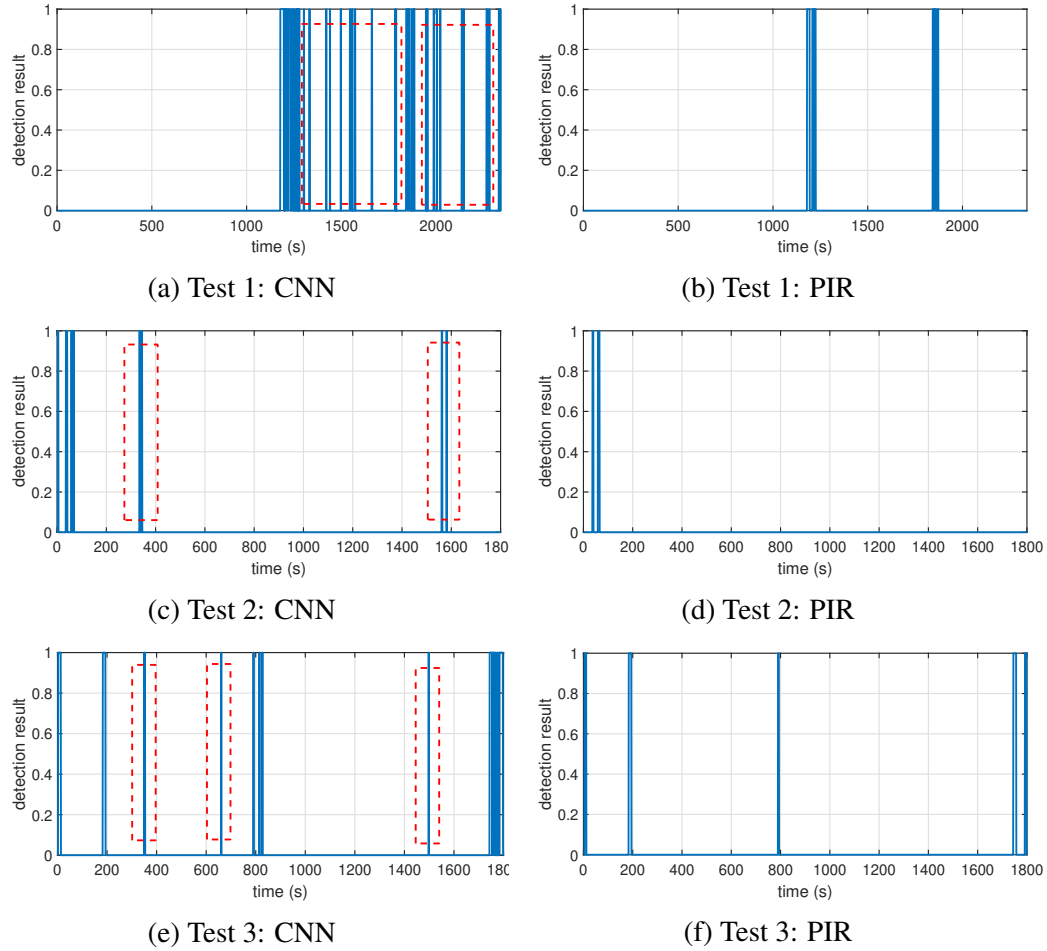 1
0.8
0.6
0.4
0.2
0
detection result
0 500 1000 1500 2000
time (s)
(a) Test 1: CNN
1
0.8
0.6
0.4
0.2
0
detection result
0 500 1000 1500 2000
time (s)
(b) Test 1: PIR
1
0.8
0.6
0.4
0.2
0
detection result
0 200 400 600 800 1000 1200 1400 1600 1800
time (s)
(c) Test 2: CNN
1
0.8
0.6
0.4
0.2
0
detection result
0 200 400 600 800 1000 1200 1400 1600 1800
time (s)
(d) Test 2: PIR
1
0.8
0.6
0.4
0.2
0
detection result
0 200 400 600 800 1000 1200 1400 1600 1800
time (s)
(e) Test 3: CNN
1
0.8
0.6
0.4
0.2
0
detection result
0 200 400 600 800 1000 1200 1400 1600 1800
time (s)
(f) Test 3: PIR